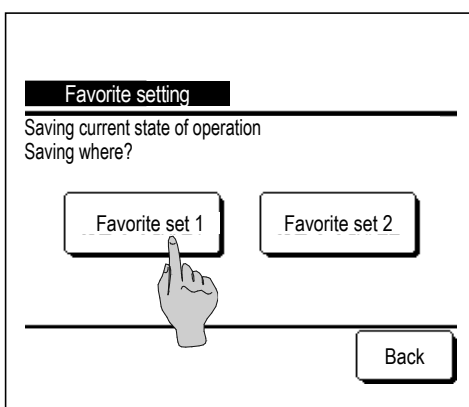 Favorite setting
Saving current state of operation
Saving where?
Favorite set 1
Favorite set 2
Back